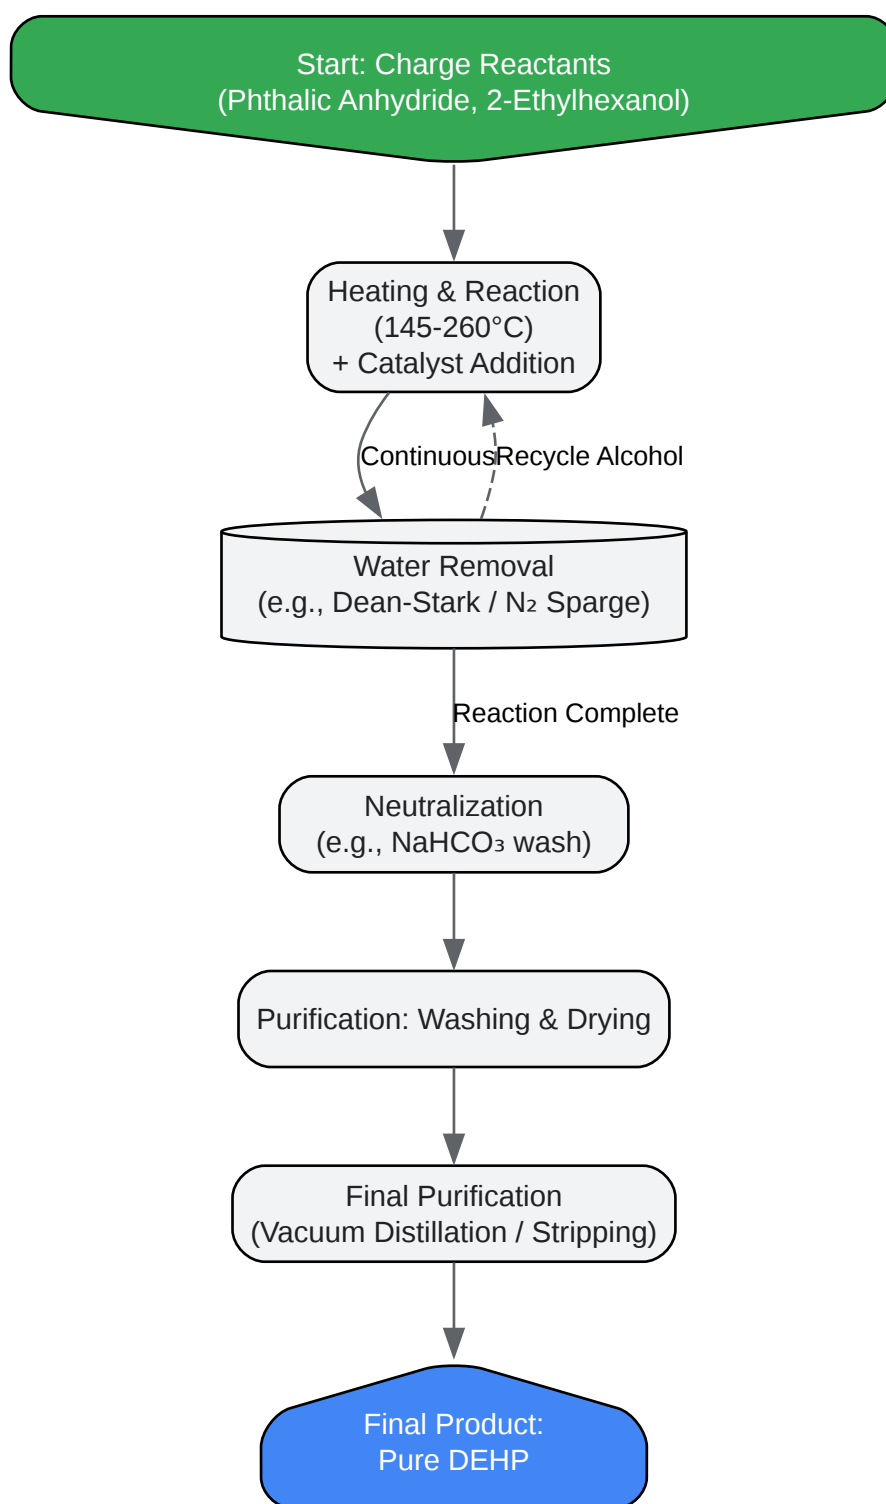 Start: Charge Reactants
(Phthalic Anhydride, 2-Ethylhexanol)
Heating & Reaction
(145-260°C)
+ Catalyst Addition
Continuous
Recycle Alcohol
Water Removal
(e.g., Dean-Stark / N₂ Sparge)
Reaction Complete
Neutralization
(e.g., NaHCO₃ wash)
Purification: Washing & Drying
Final Purification
(Vacuum Distillation / Stripping)
Final Product:
Pure DEHP